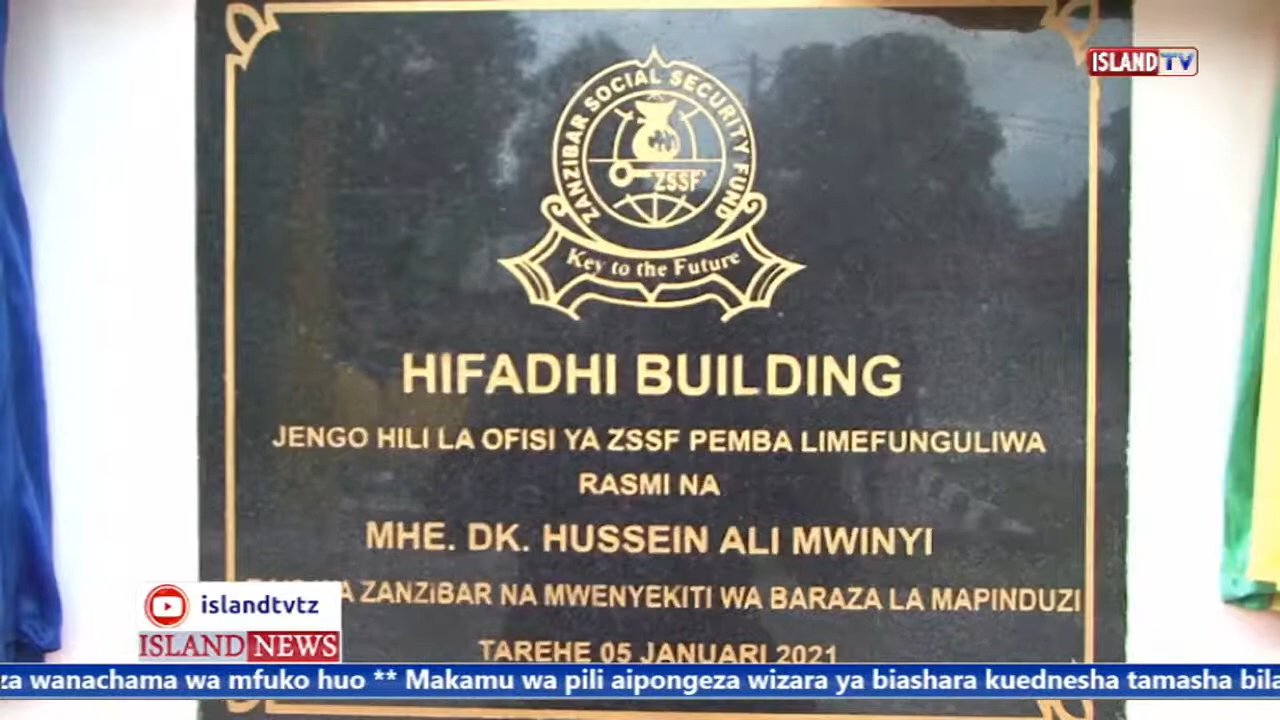 ISLAND TV
ZANZIBAR SOCIAL SECURITY FUND
ZSSF
Key to the Future
HIFADHI BUILDING
JENGO HILI LA OFISI YA ZSSF PEMBA LIMEFUNGULIWA
RASMI NA
MHE. DK. HUSSEIN ALI MWINYI
ZANZIBAR NA MWENYEKITI WA BARAZA LA MAPINDUZI
TAREHE 05 JANUARI 2021
islandtvtz
ISLAND NEWS
za wanachama wa mfuko huo ** Makamu wa pili aipongeza wizara ya biashara kuednesha tamasha bila